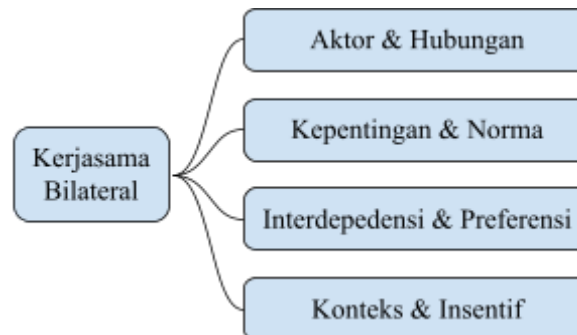 Aktor & Hubungan
Kepentingan & Norma
Kerjasama
Bilateral
Interdepedensi & Preferensi
Konteks & Insentif